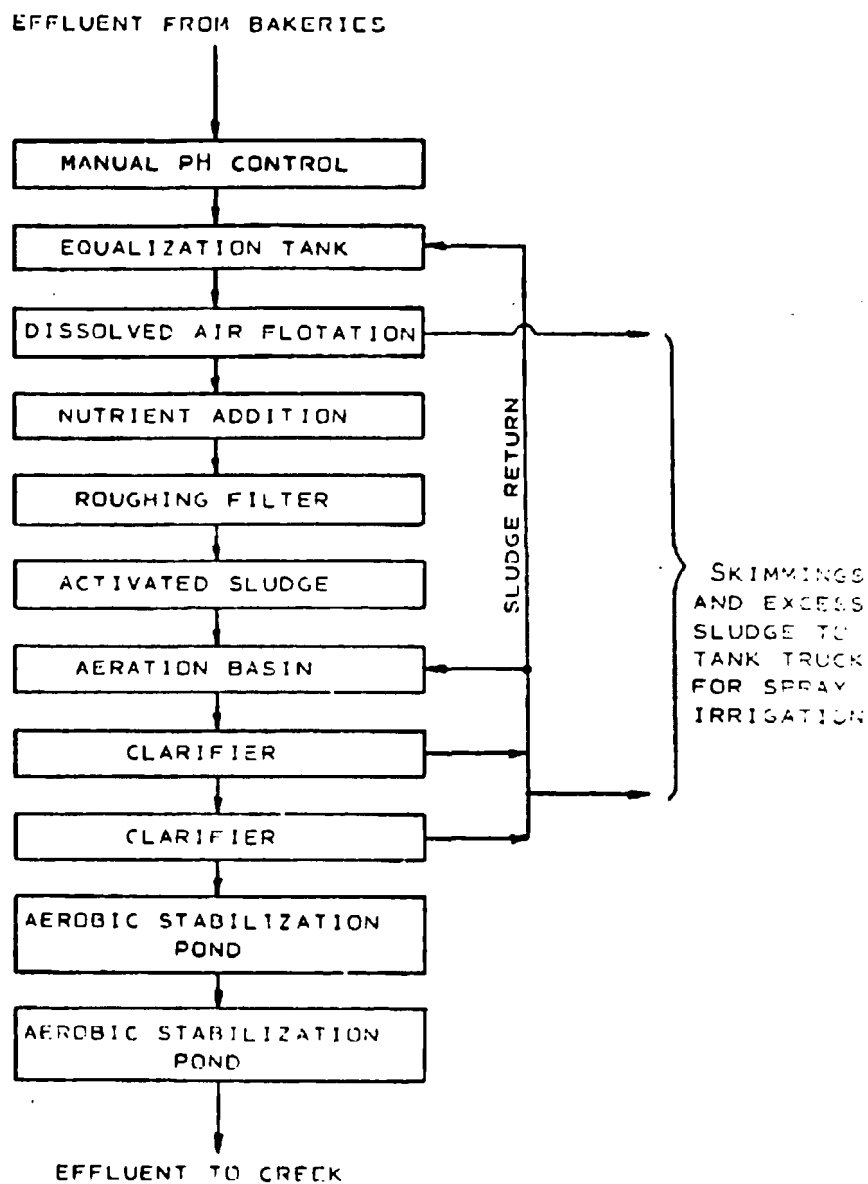 EFFLUENT FROM BAKERIES
MANUAL PH CONTROL
EQUALIZATION TANK
DISSOLVED AIR FLOTATION
NUTRIENT ADDITION
ROUGHING FILTER
ACTIVATED SLUDGE
AERATION BASIN
CLARIFIER
CLARIFIER
AEROBIC STABILIZATION
POND
AEROBIC STABILIZATION
POND
EFFLUENT TO CREEK
SLUDGE RETURN
SKIMMINGS
AND EXCESS
SLUDGE TO
TANK TRUCK
FOR SPRAY
IRRIGATION